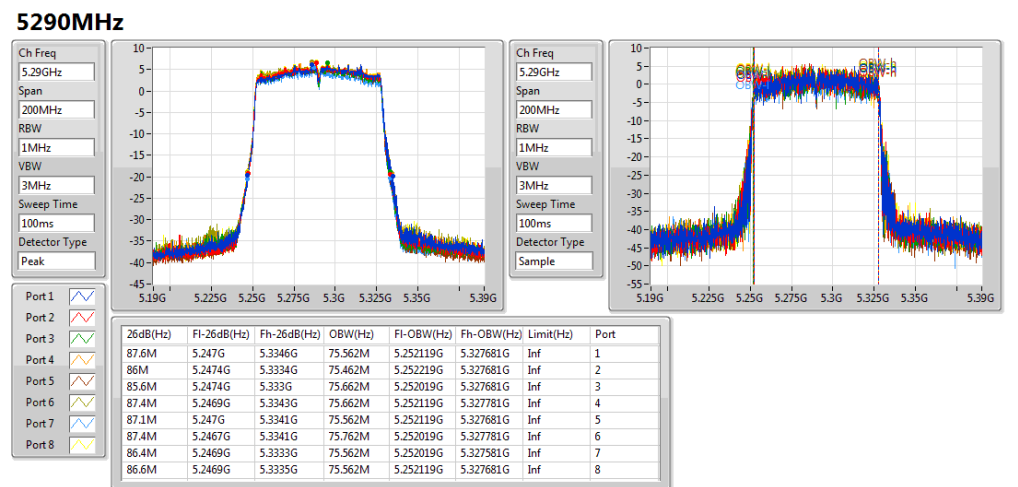 5290MHz
Ch Freq
5.29GHz
Span
200MHz
RBW
1MHz
VBW
3MHz
Sweep Time
100ms
Detector Type
Peak
10
5
0
-5
-10
-15
-20
-25
-30
-35
-40
-45
5.19G 5.225G 5.25G 5.275G 5.3G 5.325G 5.35G 5.39G
Ch Freq
5.29GHz
Span
200MHz
RBW
1MHz
VBW
3MHz
Sweep Time
100ms
Detector Type
Sample
10
5
0
-5
-10
-15
-20
-25
-30
-35
-40
-45
-50
-55
5.19G 5.225G 5.25G 5.275G 5.3G 5.325G 5.35G 5.39G
Port 1
Port 2
Port 3
Port 4
Port 5
Port 6
Port 7
Port 8
26dB(Hz) Fl-26dB(Hz) Fh-26dB(Hz) OBW(Hz) Fl-OBW(Hz) Fh-OBW(Hz) Limit(Hz) Port
87.6M 5.247G 5.3346G 75.562M 5.252119G 5.327681G Inf 1
86M 5.2474G 5.3334G 75.462M 5.252219G 5.327681G Inf 2
85.6M 5.2474G 5.333G 75.662M 5.252019G 5.327681G Inf 3
87.4M 5.2469G 5.3343G 75.662M 5.252119G 5.327781G Inf 4
87.1M 5.247G 5.3341G 75.562M 5.252119G 5.327681G Inf 5
87.4M 5.2467G 5.3341G 75.762M 5.252019G 5.327781G Inf 6
86.4M 5.2469G 5.3333G 75.562M 5.252019G 5.327581G Inf 7
86.6M 5.2469G 5.3335G 75.562M 5.252119G 5.327681G Inf 8